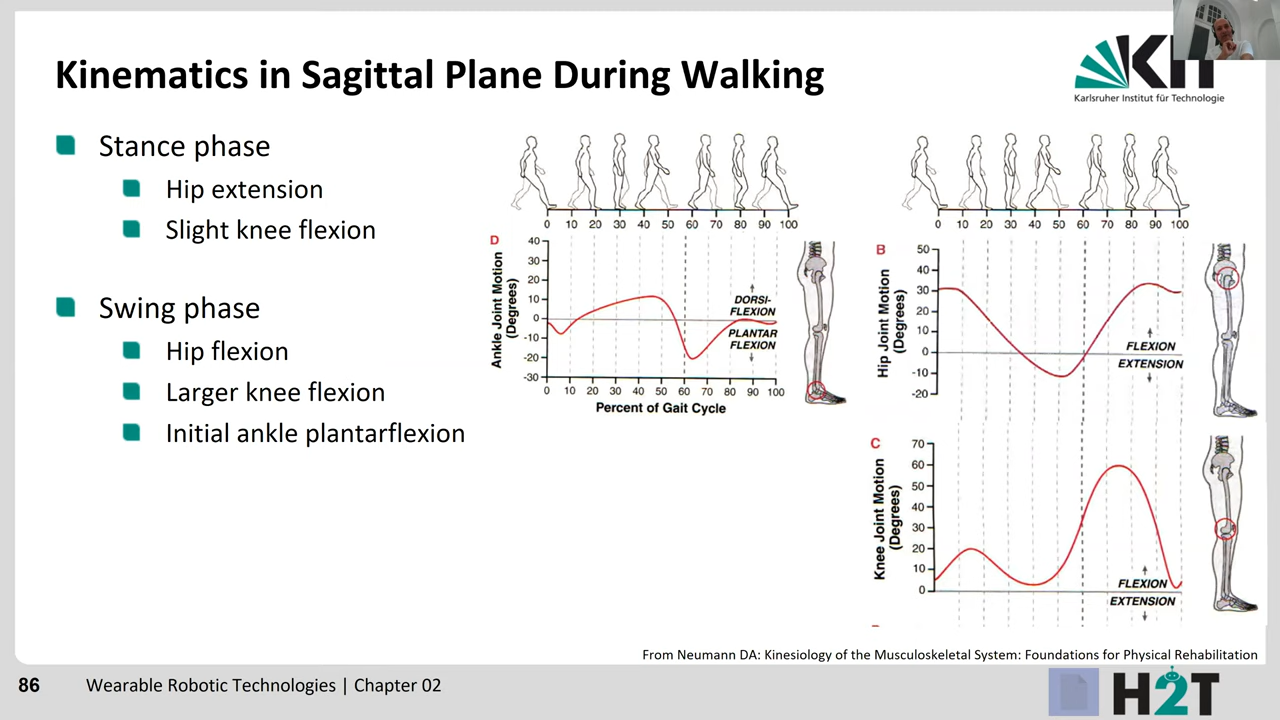 Kinematics in Sagittal Plane During Walking
KIT
Karlsruher Institut für Technologie
Stance phase
Hip extension
Slight knee flexion
Swing phase
Hip flexion
Larger knee flexion
Initial ankle plantarflexion
0 10 20 30 40 50 60 70 80 90 100
D
Ankle Joint Motion
(Degrees)
40
30
20
10
0
-10
-20
-30
DORSI-
FLEXION
PLANTAR
FLEXION
0 10 20 30 40 50 60 70 80 90 100
Percent of Gait Cycle
0 10 20 30 40 50 60 70 80 90 100
B
Hip Joint Motion
(Degrees)
50
40
30
20
10
0
-10
-20
FLEXION
EXTENSION
C
Knee Joint Motion
(Degrees)
70
60
50
40
30
20
10
0
FLEXION
EXTENSION
From Neumann DA: Kinesiology of the Musculoskeletal System: Foundations for Physical Rehabilitation
86 Wearable Robotic Technologies | Chapter 02
H2T